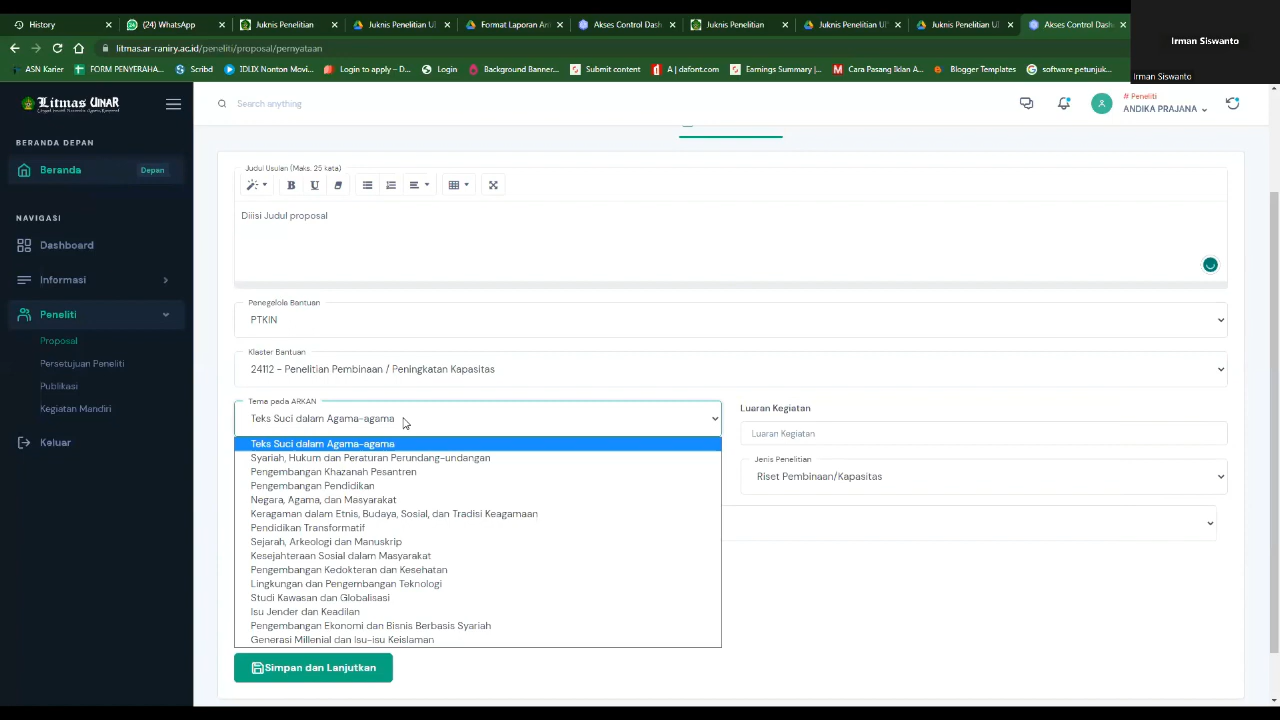 History
(24) WhatsApp
Juknis Penelitian
Juknis Penelitian UI
Format Laporan An
Akses Control Dash
Juknis Penelitian
Juknis Penelitian UI
Juknis Penelitian UI
Akses Control Dash
litmas.ar-raniry.ac.id/peneliti/proposal/pernyataan
ASN Karier
FORM PENYERAHA...
Scribd
IDLIX Nonton Movi...
Login to apply – D...
Login
Background Banner...
Submit content
A | dafont.com
Earnings Summary |...
Cara Pasang Iklan A...
Blogger Templates
software petunjuk...
Irman Siswanto
Irman Siswanto
Litmas UINAR
Search anything
# Peneliti
ANDIKA PRAJANA
BERANDA DEPAN
Beranda
Depan
NAVIGASI
Dashboard
Informasi
Peneliti
Proposal
Persetujuan Peneliti
Publikasi
Kegiatan Mandiri
Keluar
Judul Usulan (Maks. 25 kata)
B U
Diiisi Judul proposal
Penegelola Bantuan
PTKIN
Klaster Bantuan
24112 - Penelitian Pembinaan / Peningkatan Kapasitas
Tema pada ARKAN
Teks Suci dalam Agama-agama
Luaran Kegiatan
Luaran Kegiatan
Jenis Penelitian
Riset Pembinaan/Kapasitas
Teks Suci dalam Agama-agama
Syariah, Hukum dan Peraturan Perundang-undangan
Pengembangan Khazanah Pesantren
Pengembangan Pendidikan
Negara, Agama, dan Masyarakat
Keragaman dalam Etnis, Budaya, Sosial, dan Tradisi Keagamaan
Pendidikan Transformatif
Sejarah, Arkeologi dan Manuskrip
Kesejahteraan Sosial dalam Masyarakat
Pengembangan Kedokteran dan Kesehatan
Lingkungan dan Pengembangan Teknologi
Studi Kawasan dan Globalisasi
Isu Jender dan Keadilan
Pengembangan Ekonomi dan Bisnis Berbasis Syariah
Generasi Millenial dan Isu-isu Keislaman
Simpan dan Lanjutkan